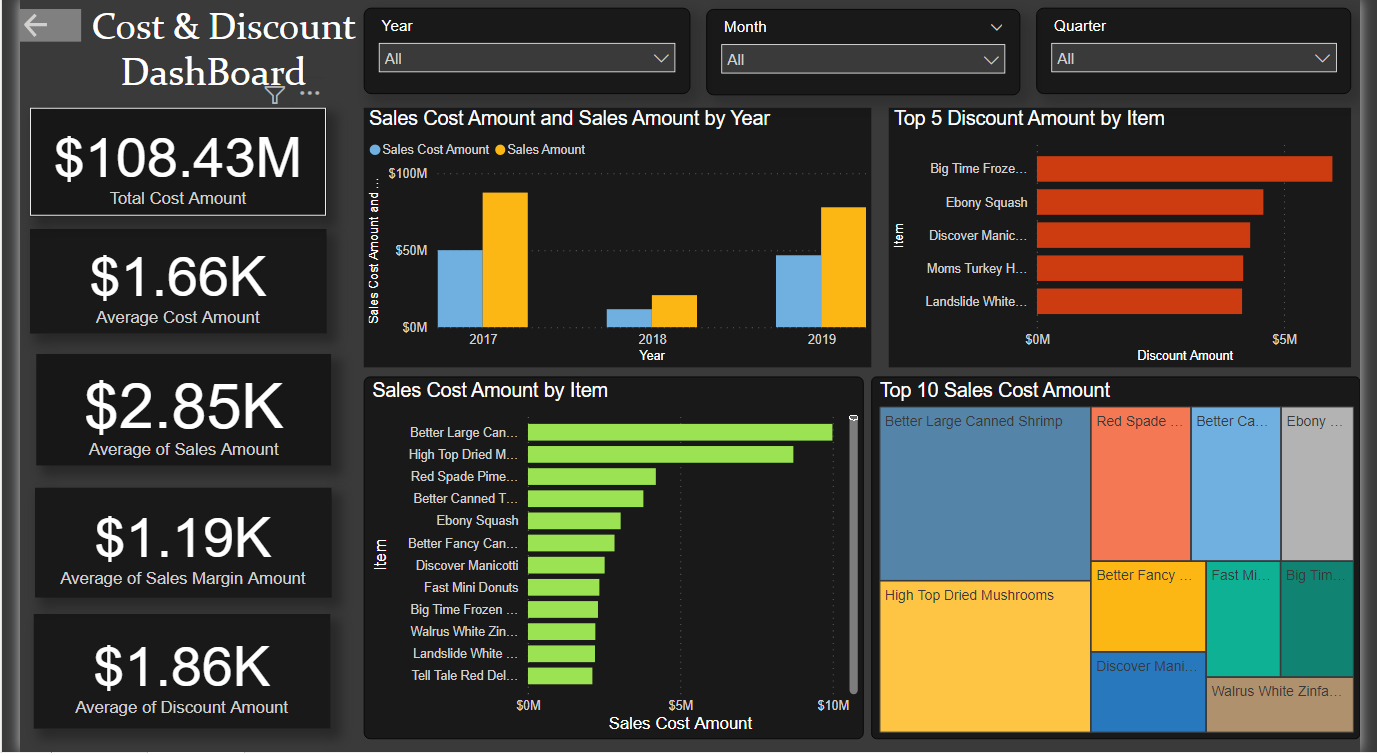 Cost & Discount
DashBoard
Year
All
Month
All
Quarter
All
$108.43M
Total Cost Amount
$1.66K
Average Cost Amount
$2.85K
Average of Sales Amount
$1.19K
Average of Sales Margin Amount
$1.86K
Average of Discount Amount
Sales Cost Amount and Sales Amount by Year
Sales Cost Amount Sales Amount
Sales Cost Amount and ...
$100M
$50M
$0M
2017 2018 2019
Year
Top 5 Discount Amount by Item
Item
Big Time Froze...
Ebony Squash
Discover Manic...
Moms Turkey H...
Landslide White...
$0M $5M
Discount Amount
Sales Cost Amount by Item
Item
Better Large Can...
High Top Dried M...
Red Spade Pime...
Better Canned T...
Ebony Squash
Better Fancy Can...
Discover Manicotti
Fast Mini Donuts
Big Time Frozen ...
Walrus White Zin...
Landslide White ...
Tell Tale Red Del...
$0M $5M $10M
Sales Cost Amount
Top 10 Sales Cost Amount
Better Large Canned Shrimp
High Top Dried Mushrooms
Red Spade ...
Better Ca...
Ebony ...
Better Fancy ...
Fast Mi...
Big Tim...
Discover Mani...
Walrus White Zinfa...